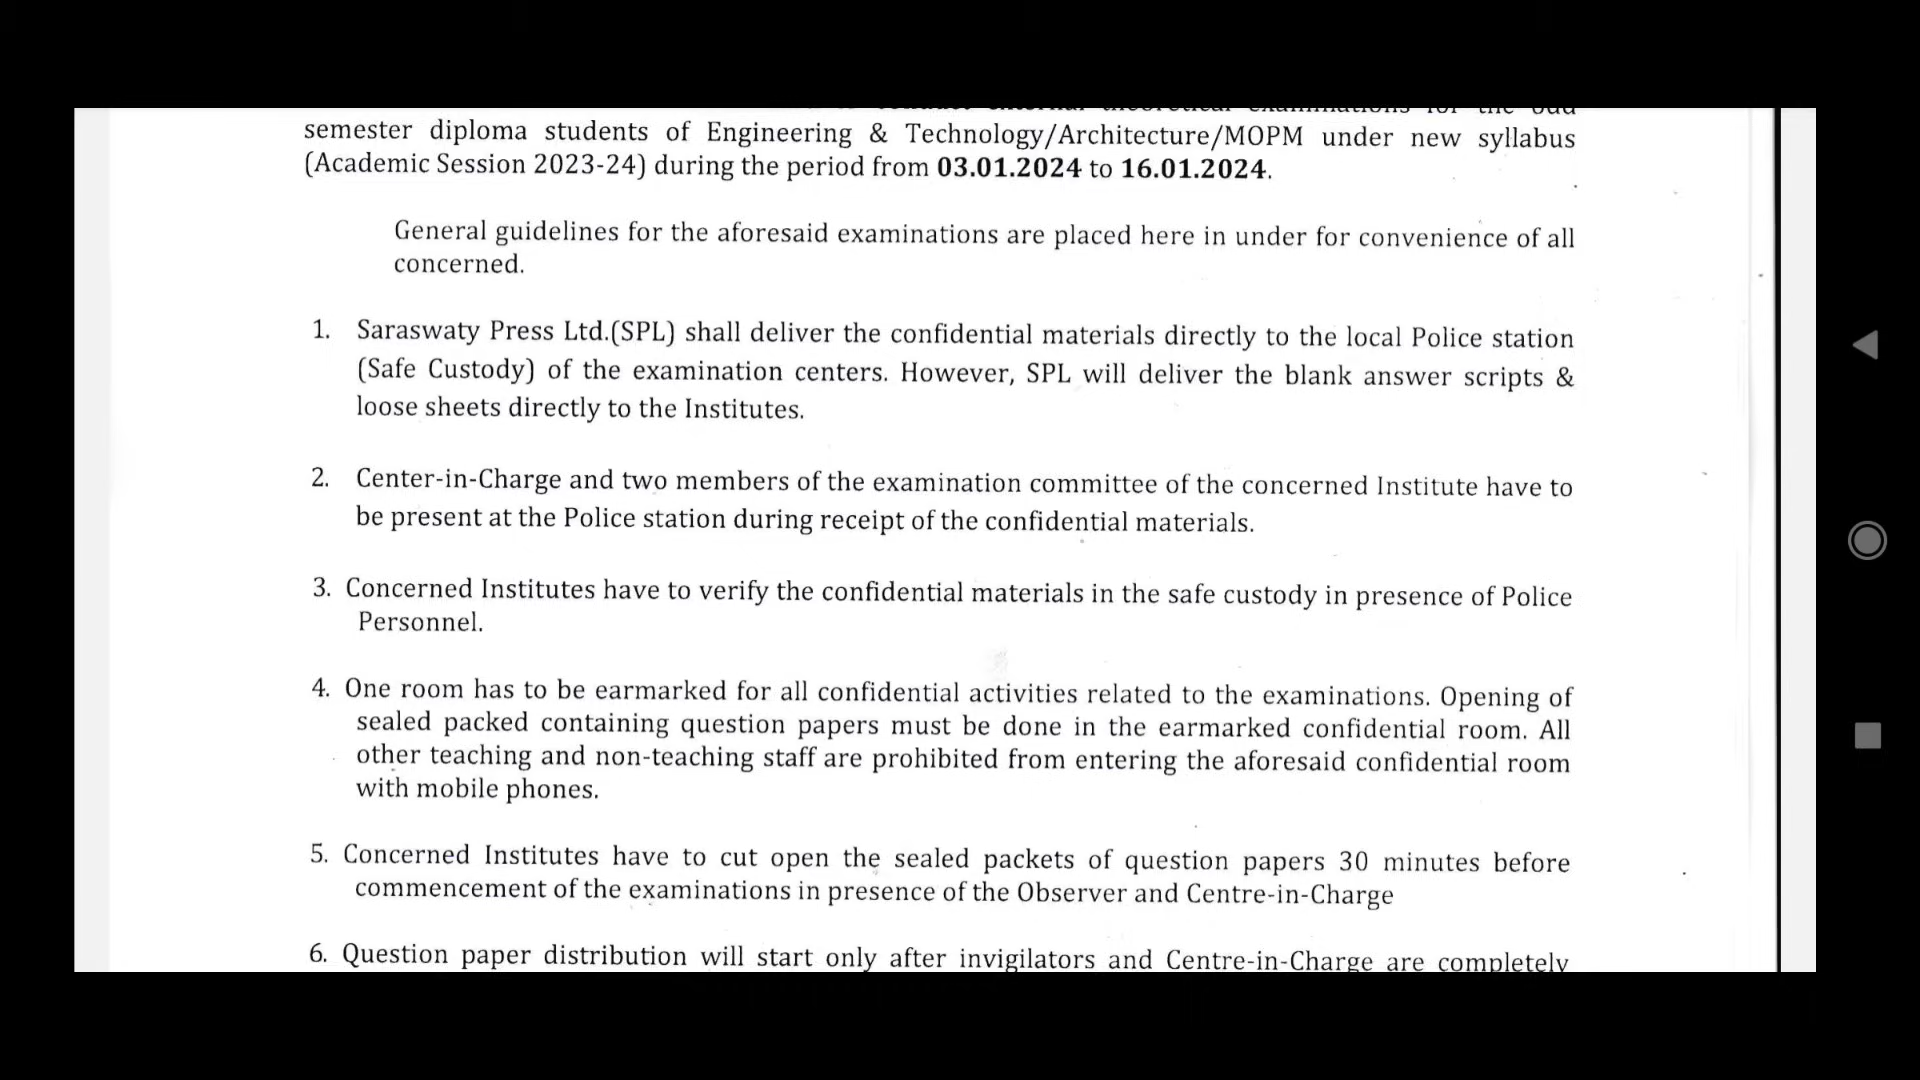 external theoretical examinations for the odd
semester diploma students of Engineering & Technology/Architecture/MOPM under new syllabus
(Academic Session 2023-24) during the period from 03.01.2024 to 16.01.2024.
General guidelines for the aforesaid examinations are placed here in under for convenience of all
concerned.
1. Saraswaty Press Ltd.(SPL) shall deliver the confidential materials directly to the local Police station
(Safe Custody) of the examination centers. However, SPL will deliver the blank answer scripts &
loose sheets directly to the Institutes.
2. Center-in-Charge and two members of the examination committee of the concerned Institute have to
be present at the Police station during receipt of the confidential materials.
3. Concerned Institutes have to verify the confidential materials in the safe custody in presence of Police
Personnel.
4. One room has to be earmarked for all confidential activities related to the examinations. Opening of
sealed packed containing question papers must be done in the earmarked confidential room. All
other teaching and non-teaching staff are prohibited from entering the aforesaid confidential room
with mobile phones.
5. Concerned Institutes have to cut open the sealed packets of question papers 30 minutes before
commencement of the examinations in presence of the Observer and Centre-in-Charge
6. Question paper distribution will start only after invigilators and Centre-in-Charge are completely